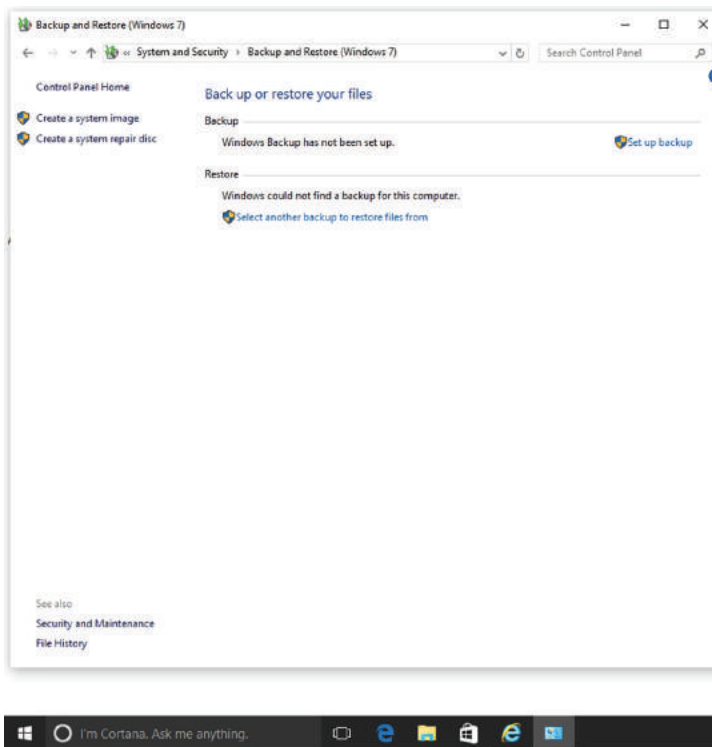 Backup and Restore (Windows 7)
« System and Security › Backup and Restore (Windows 7)
Search Control Panel
Control Panel Home
Create a system image
Create a system repair disc
Back up or restore your files
Backup
Windows Backup has not been set up.
Set up backup
Restore
Windows could not find a backup for this computer.
Select another backup to restore files from
See also
Security and Maintenance
File History
I'm Cortana. Ask me anything.